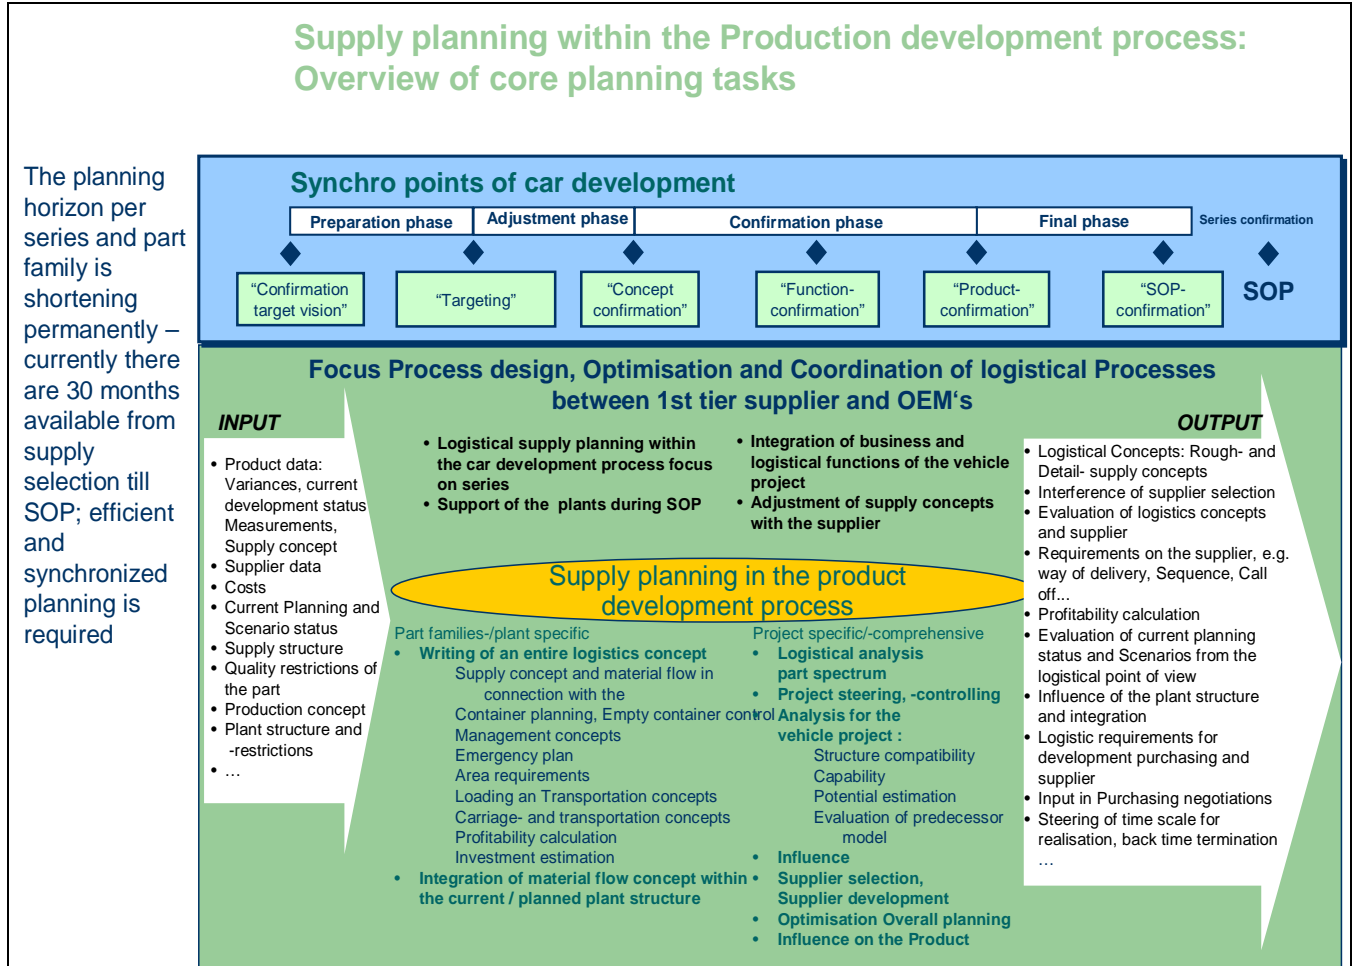 Supply planning within the Production development process:
Overview of core planning tasks
The planning
horizon per
series and part
family is
shortening
permanently –
currently there
are 30 months
available from
supply
selection till
SOP; efficient
and
synchronized
planning is
required
Synchro points of car development
Preparation phase
Adjustment phase
Confirmation phase
Final phase
Series confirmation
“Confirmation
target vision”
“Targeting”
“Concept
confirmation”
“Function-
confirmation”
“Product-
confirmation”
“SOP-
confirmation”
SOP
Focus Process design, Optimisation and Coordination of logistical Processes
between 1st tier supplier and OEM‘s
INPUT
• Product data:
Variances, current
development status
Measurements,
Supply concept
• Supplier data
• Costs
• Current Planning and
Scenario status
• Supply structure
• Quality restrictions of
the part
• Production concept
• Plant structure and
-restrictions
• …
• Logistical supply planning within
the car development process focus
on series
• Support of the plants during SOP
• Integration of business and
logistical functions of the vehicle
project
• Adjustment of supply concepts
with the supplier
Supply planning in the product
development process
Part families-/plant specific
• Writing of an entire logistics concept
Supply concept and material flow in
connection with the
Container planning, Empty container control
Management concepts
Emergency plan
Area requirements
Loading an Transportation concepts
Carriage- and transportation concepts
Profitability calculation
Investment estimation
• Integration of material flow concept within
the current / planned plant structure
Project specific/-comprehensive
• Logistical analysis
part spectrum
• Project steering, -controlling
• Analysis for the
vehicle project :
Structure compatibility
Capability
Potential estimation
Evaluation of predecessor
model
• Influence
• Supplier selection,
Supplier development
• Optimisation Overall planning
• Influence on the Product
OUTPUT
• Logistical Concepts: Rough- and
Detail- supply concepts
• Interference of supplier selection
• Evaluation of logistics concepts
and supplier
• Requirements on the supplier, e.g.
way of delivery, Sequence, Call
off...
• Profitability calculation
• Evaluation of current planning
status and Scenarios from the
logistical point of view
• Influence of the plant structure
and integration
• Logistic requirements for
development purchasing and
supplier
• Input in Purchasing negotiations
• Steering of time scale for
realisation, back time termination
…